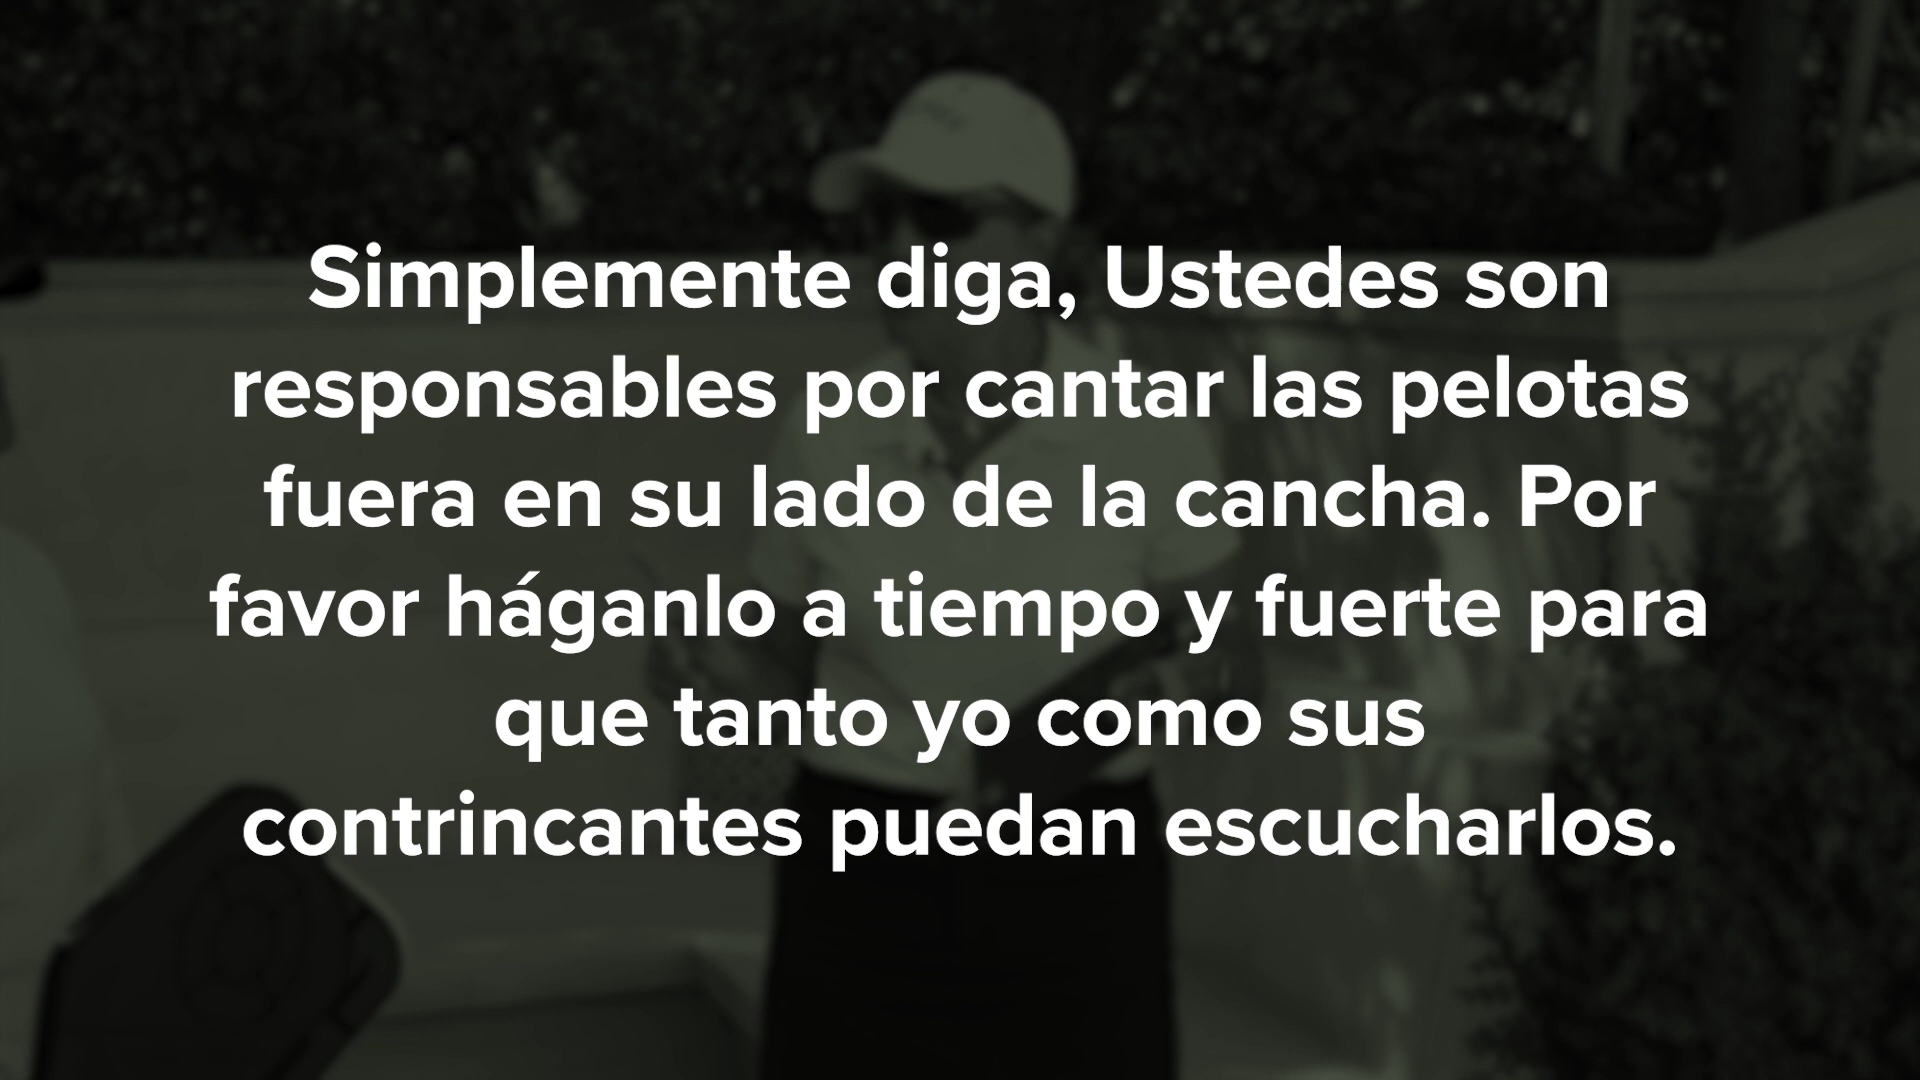 Simplemente diga, Ustedes son
responsables por cantar las pelotas
fuera en su lado de la cancha. Por
favor háganlo a tiempo y fuerte para
que tanto yo como sus
contrincantes puedan escucharlos.